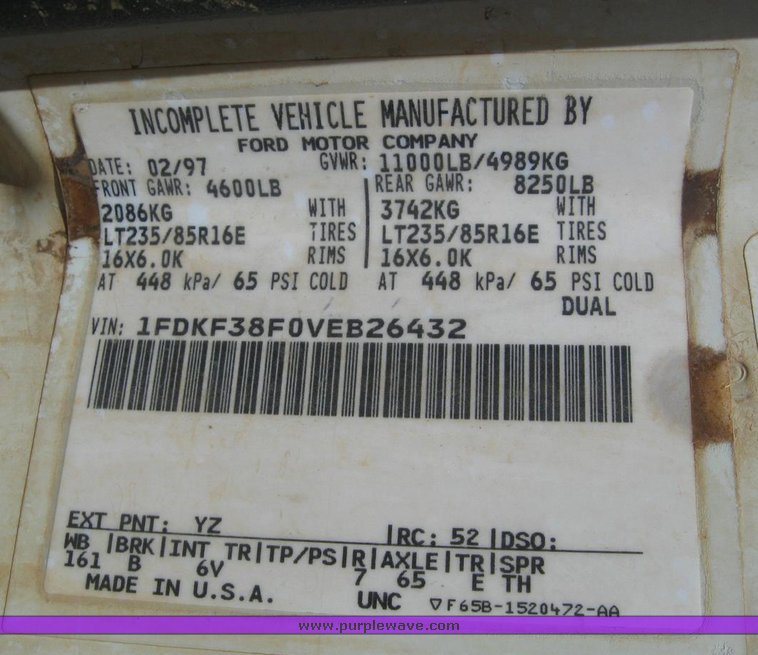 INCOMPLETE VEHICLE MANUFACTURED BY
FORD MOTOR COMPANY
DATE: 02/97 GVWR: 11000LB/4989KG
FRONT GAWR: 4600LB REAR GAWR: 8250LB
2086KG WITH 3742KG WITH
LT235/85R16E TIRES LT235/85R16E TIRES
16X6.0K RIMS 16X6.0K RIMS
AT 448 kPa/ 65 PSI COLD AT 448 kPa/ 65 PSI COLD
DUAL
VIN: 1FDKF38F0VEB26432
EXT PNT: YZ |RC: 52 |DSO:
WB |BRK|INT TR|TP/PS|R|AXLE|TR|SPR
161 B 6V 7 65 E TH
MADE IN U.S.A. UNC ▽F65B-1520472-AA
www.purplewave.com